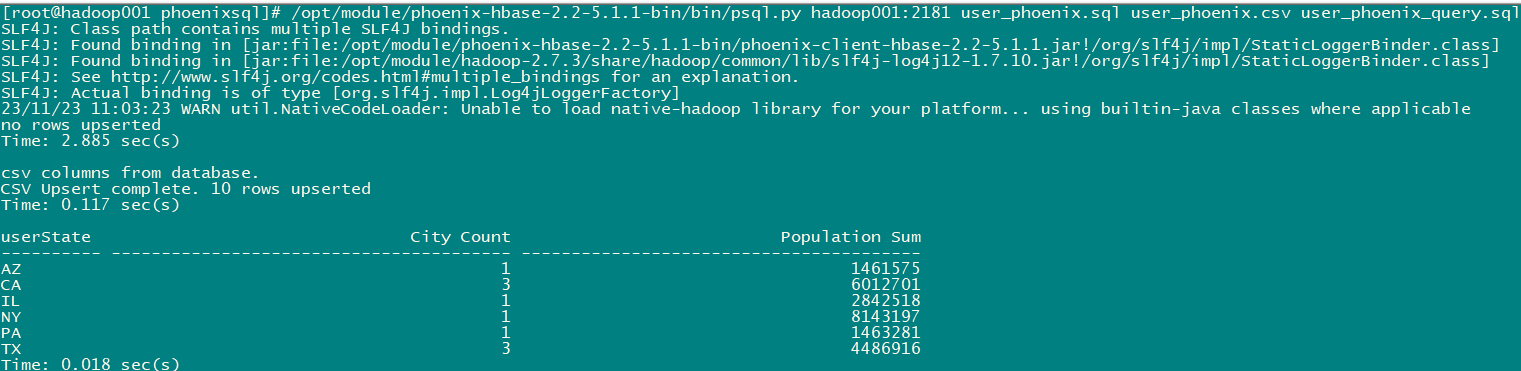 [root@hadoop001 phoenixsql]# /opt/module/phoenix-hbase-2.2-5.1.1-bin/bin/psql.py hadoop001:2181 user_phoenix.sql user_phoenix.csv user_phoenix_query.sql
SLF4J: Class path contains multiple SLF4J bindings.
SLF4J: Found binding in [jar:file:/opt/module/phoenix-hbase-2.2-5.1.1-bin/phoenix-client-hbase-2.2-5.1.1.jar!/org/slf4j/impl/StaticLoggerBinder.class]
SLF4J: Found binding in [jar:file:/opt/module/hadoop-2.7.3/share/hadoop/common/lib/slf4j-log4j12-1.7.10.jar!/org/slf4j/impl/StaticLoggerBinder.class]
SLF4J: See http://www.slf4j.org/codes.html#multiple_bindings for an explanation.
SLF4J: Actual binding is of type [org.slf4j.impl.Log4jLoggerFactory]
23/11/23 11:03:23 WARN util.NativeCodeLoader: Unable to load native-hadoop library for your platform... using builtin-java classes where applicable
no rows upserted
Time: 2.885 sec(s)
csv columns from database.
CSV Upsert complete. 10 rows upserted
Time: 0.117 sec(s)
userState City Count Population Sum
---------- ---------------------------------------- ----------------------------------------
AZ 1 1461575
CA 3 6012701
IL 1 2842518
NY 1 8143197
PA 1 1463281
TX 3 4486916
Time: 0.018 sec(s)